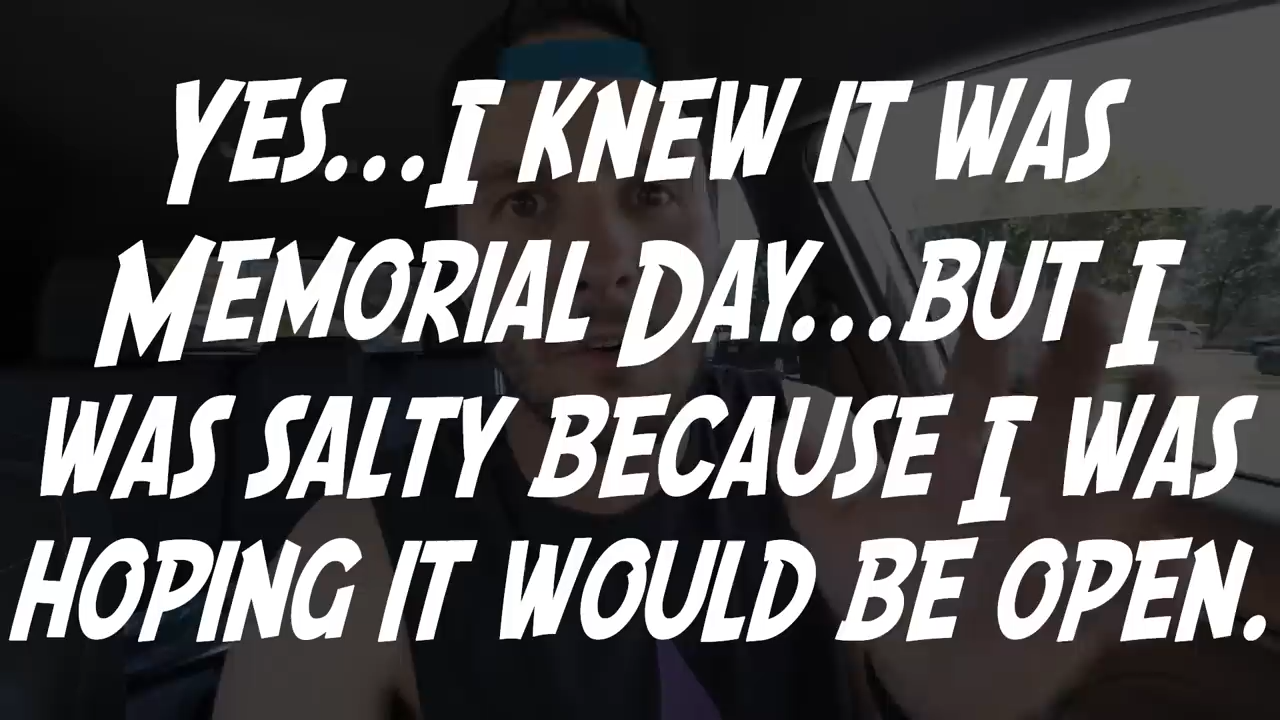 Yes...I knew it was
Memorial Day...but I
was salty because I was
hoping it would be open.